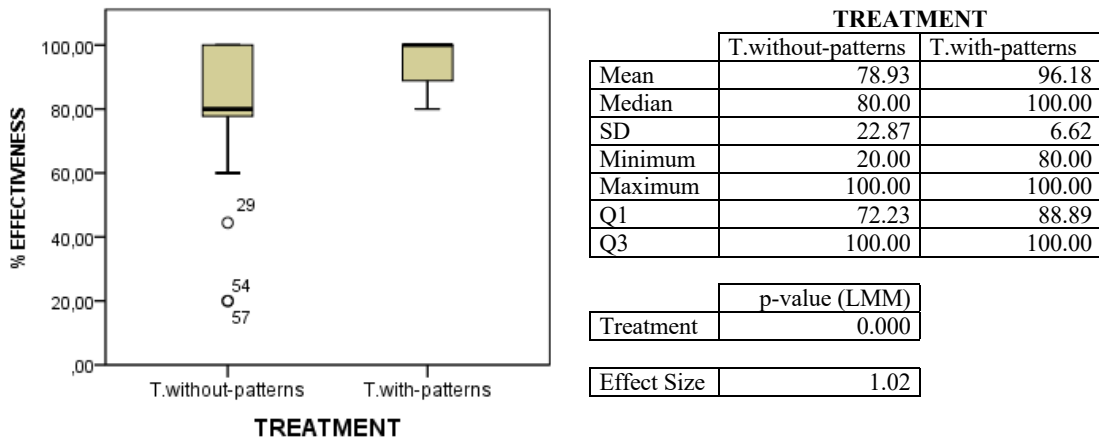 100,00
80,00
60,00
40,00
20,00
,00
% EFFECTIVENESS
29
54
57
T.without-patterns T.with-patterns
TREATMENT
TREATMENT
T.without-patterns T.with-patterns
Mean 78.93 96.18
Median 80.00 100.00
SD 22.87 6.62
Minimum 20.00 80.00
Maximum 100.00 100.00
Q1 72.23 88.89
Q3 100.00 100.00
p-value (LMM)
Treatment 0.000
Effect Size 1.02